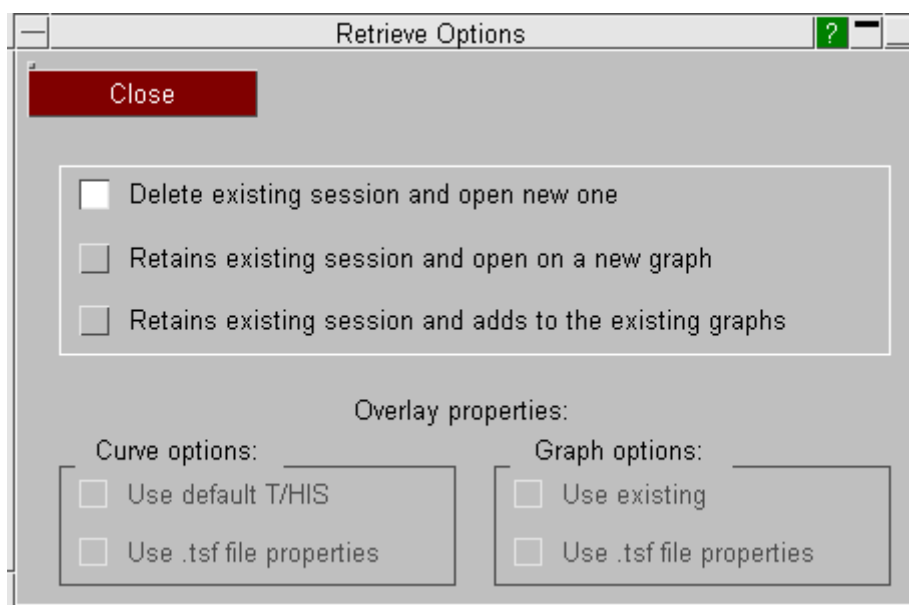 Retrieve Options ?
Close
Delete existing session and open new one
Retains existing session and open on a new graph
Retains existing session and adds to the existing graphs
Overlay properties:
Curve options:
Use default T/HIS
Use .tsf file properties
Graph options:
Use existing
Use .tsf file properties